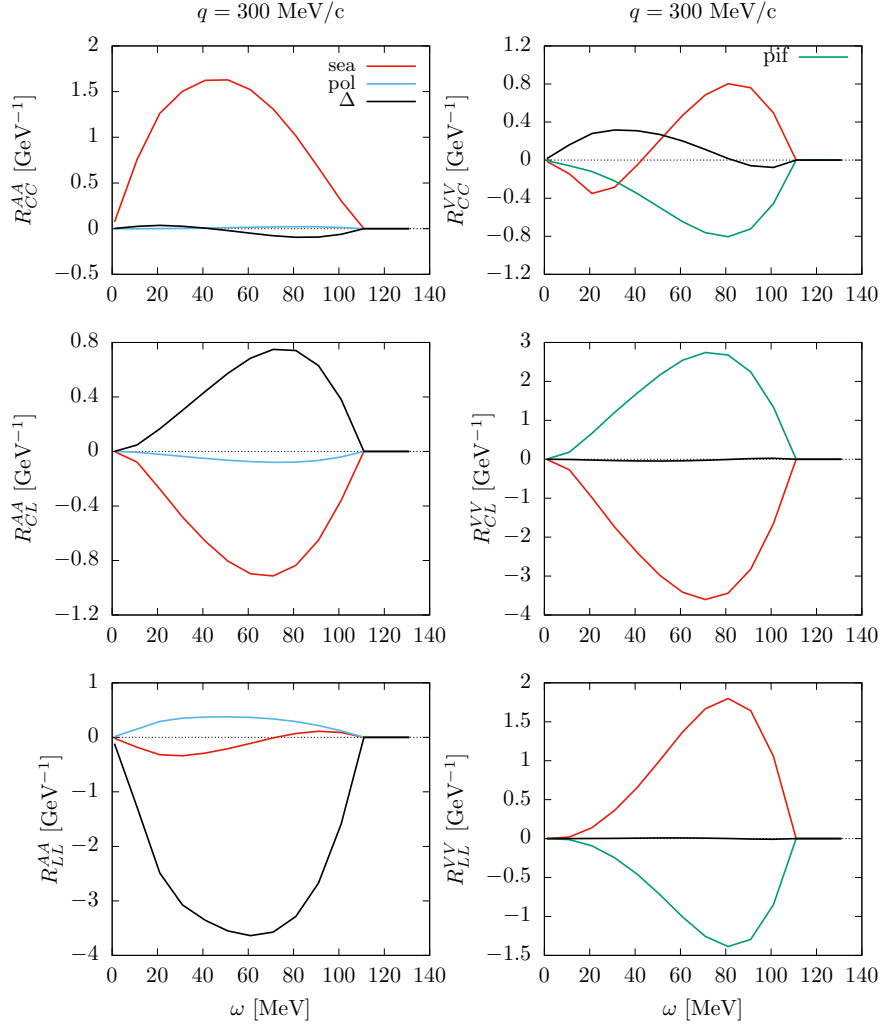 q = 300 MeV/c
q = 300 MeV/c
R_{CC}^{AA} [GeV^{-1}]
2
1.5
1
0.5
0
−0.5
sea
pol
Δ
0 20 40 60 80 100 120 140
R_{CC}^{VV} [GeV^{-1}]
1.2
0.8
0.4
0
−0.4
−0.8
−1.2
pif
0 20 40 60 80 100 120 140
R_{CL}^{AA} [GeV^{-1}]
0.8
0.4
0
−0.4
−0.8
−1.2
0 20 40 60 80 100 120 140
R_{CL}^{VV} [GeV^{-1}]
3
2
1
0
−1
−2
−3
−4
0 20 40 60 80 100 120 140
R_{LL}^{AA} [GeV^{-1}]
1
0
−1
−2
−3
−4
0 20 40 60 80 100 120 140
ω [MeV]
R_{LL}^{VV} [GeV^{-1}]
2
1.5
1
0.5
0
−0.5
−1
−1.5
0 20 40 60 80 100 120 140
ω [MeV]